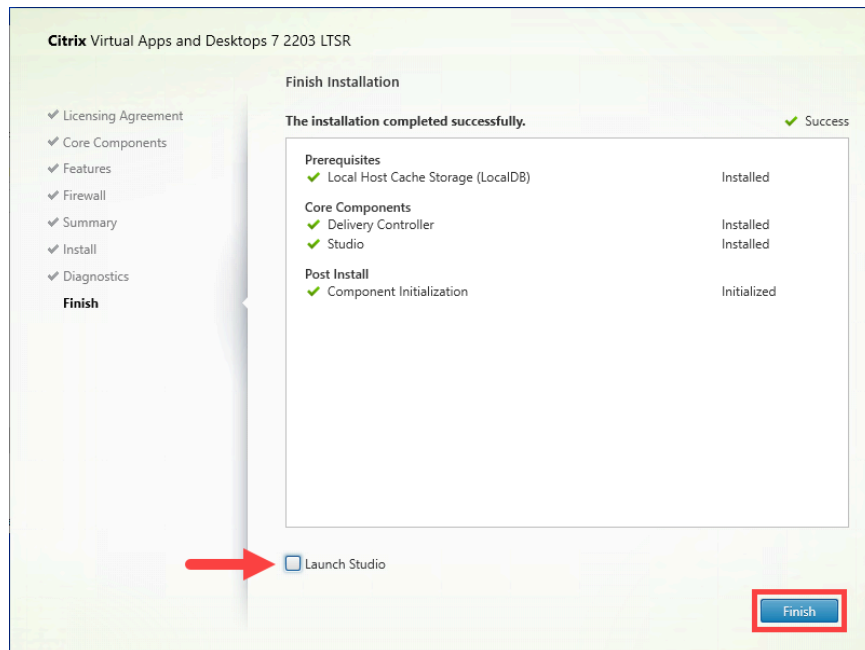 Citrix Virtual Apps and Desktops 7 2203 LTSR
Finish Installation
Licensing Agreement
Core Components
Features
Firewall
Summary
Install
Diagnostics
Finish
The installation completed successfully.
Success
Prerequisites
Local Host Cache Storage (LocalDB) Installed
Core Components
Delivery Controller Installed
Studio Installed
Post Install
Component Initialization Initialized
Launch Studio
Finish